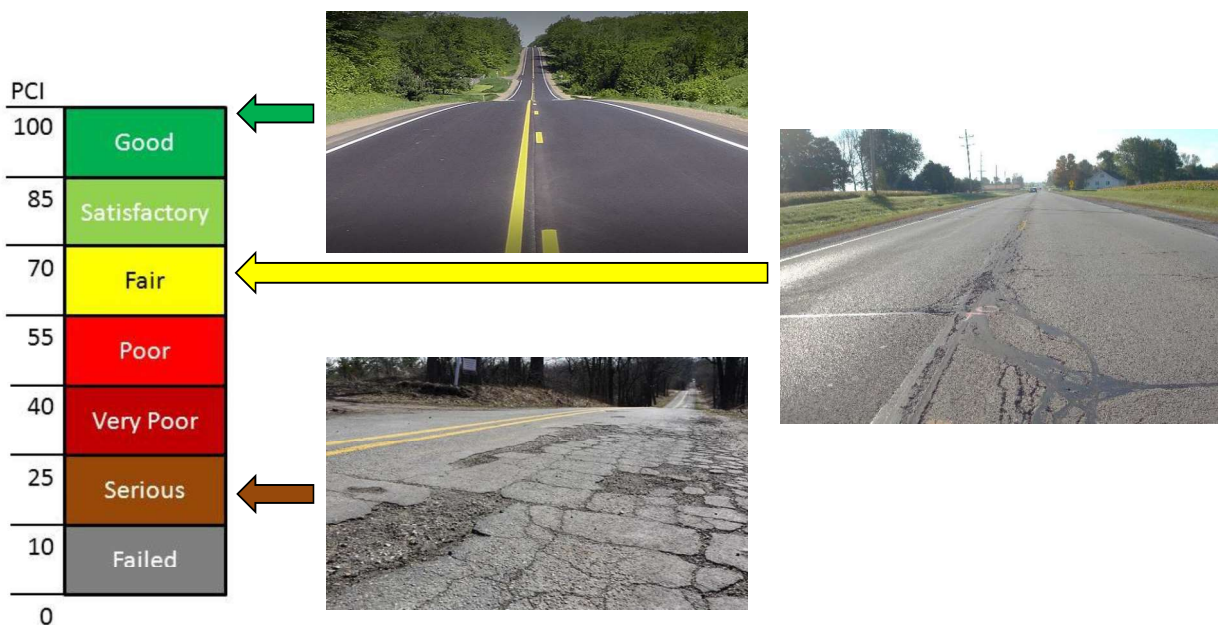 PCI
100
Good
85
Satisfactory
70
Fair
55
Poor
40
Very Poor
25
Serious
10
Failed
0